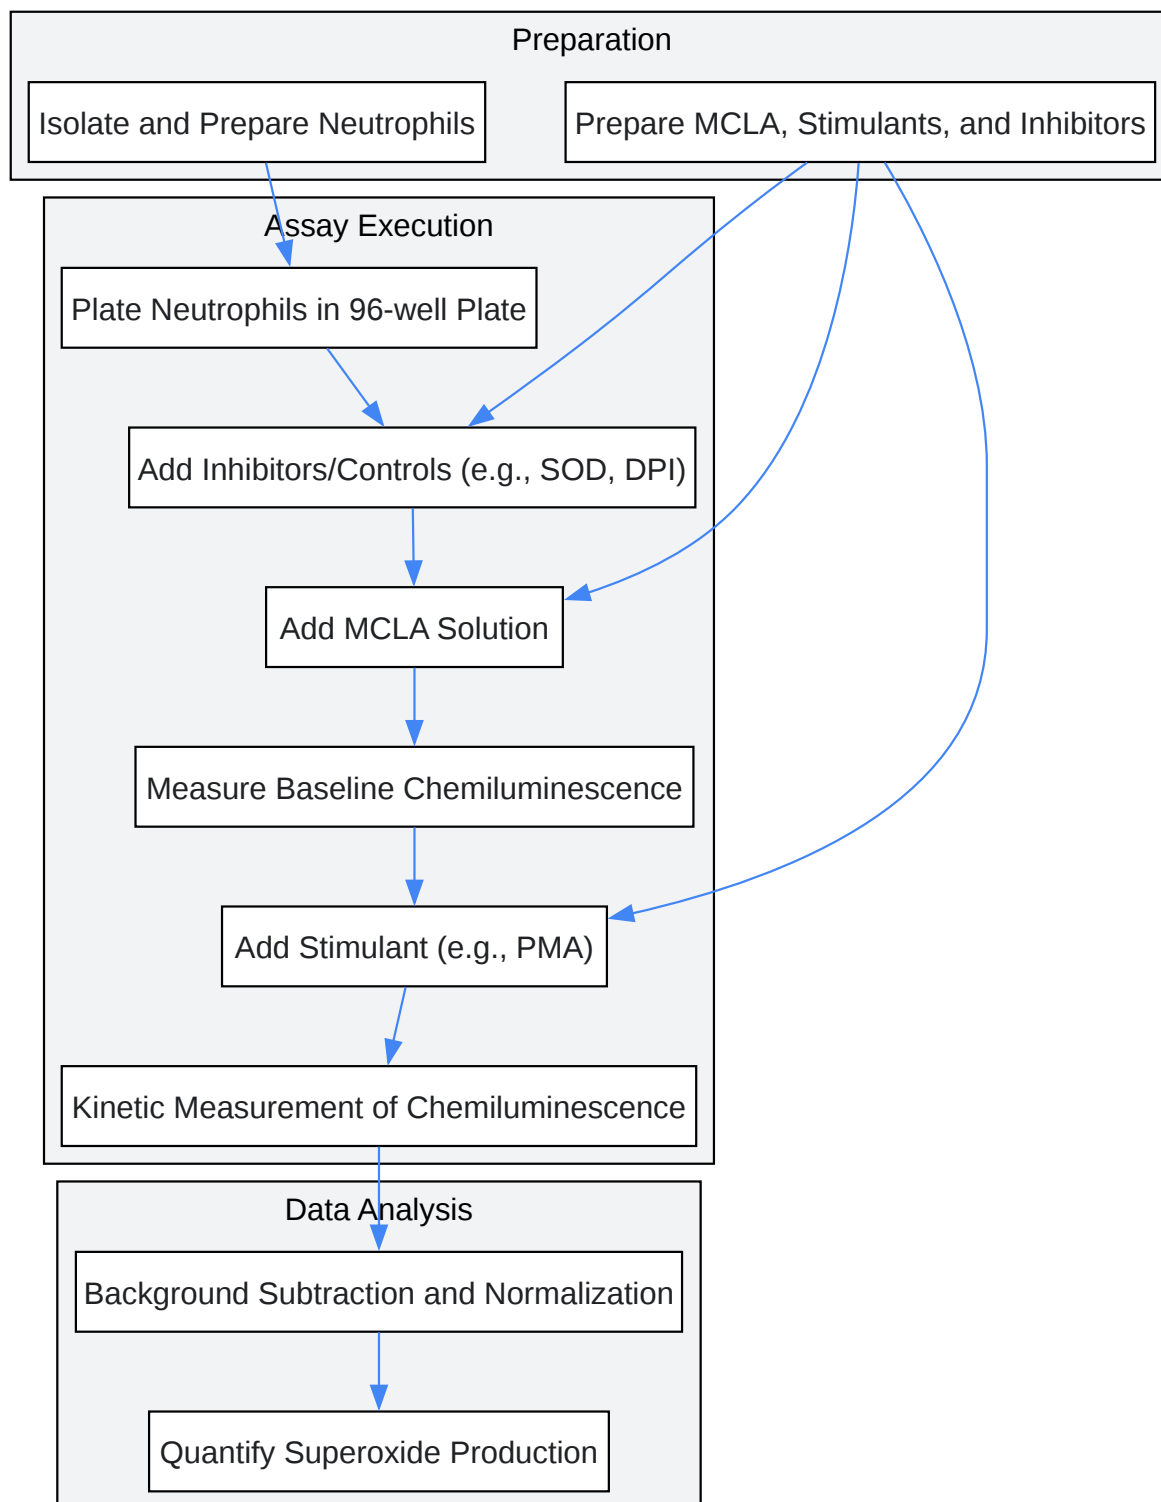 Preparation
Isolate and Prepare Neutrophils
Prepare MCLA, Stimulants, and Inhibitors
Assay Execution
Plate Neutrophils in 96-well Plate
Add Inhibitors/Controls (e.g., SOD, DPI)
Add MCLA Solution
Measure Baseline Chemiluminescence
Add Stimulant (e.g., PMA)
Kinetic Measurement of Chemiluminescence
Data Analysis
Background Subtraction and Normalization
Quantify Superoxide Production